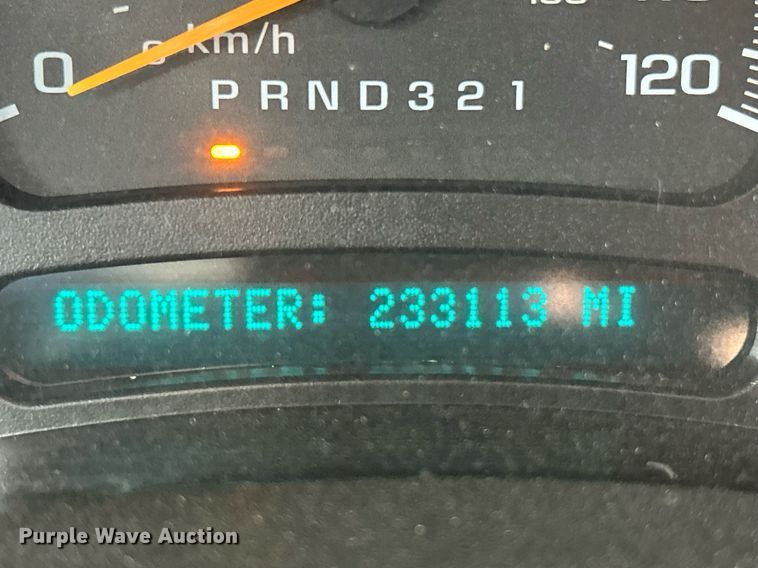 km/h
0
120
PRND321
ODOMETER: 233113 MI
Purple Wave Auction